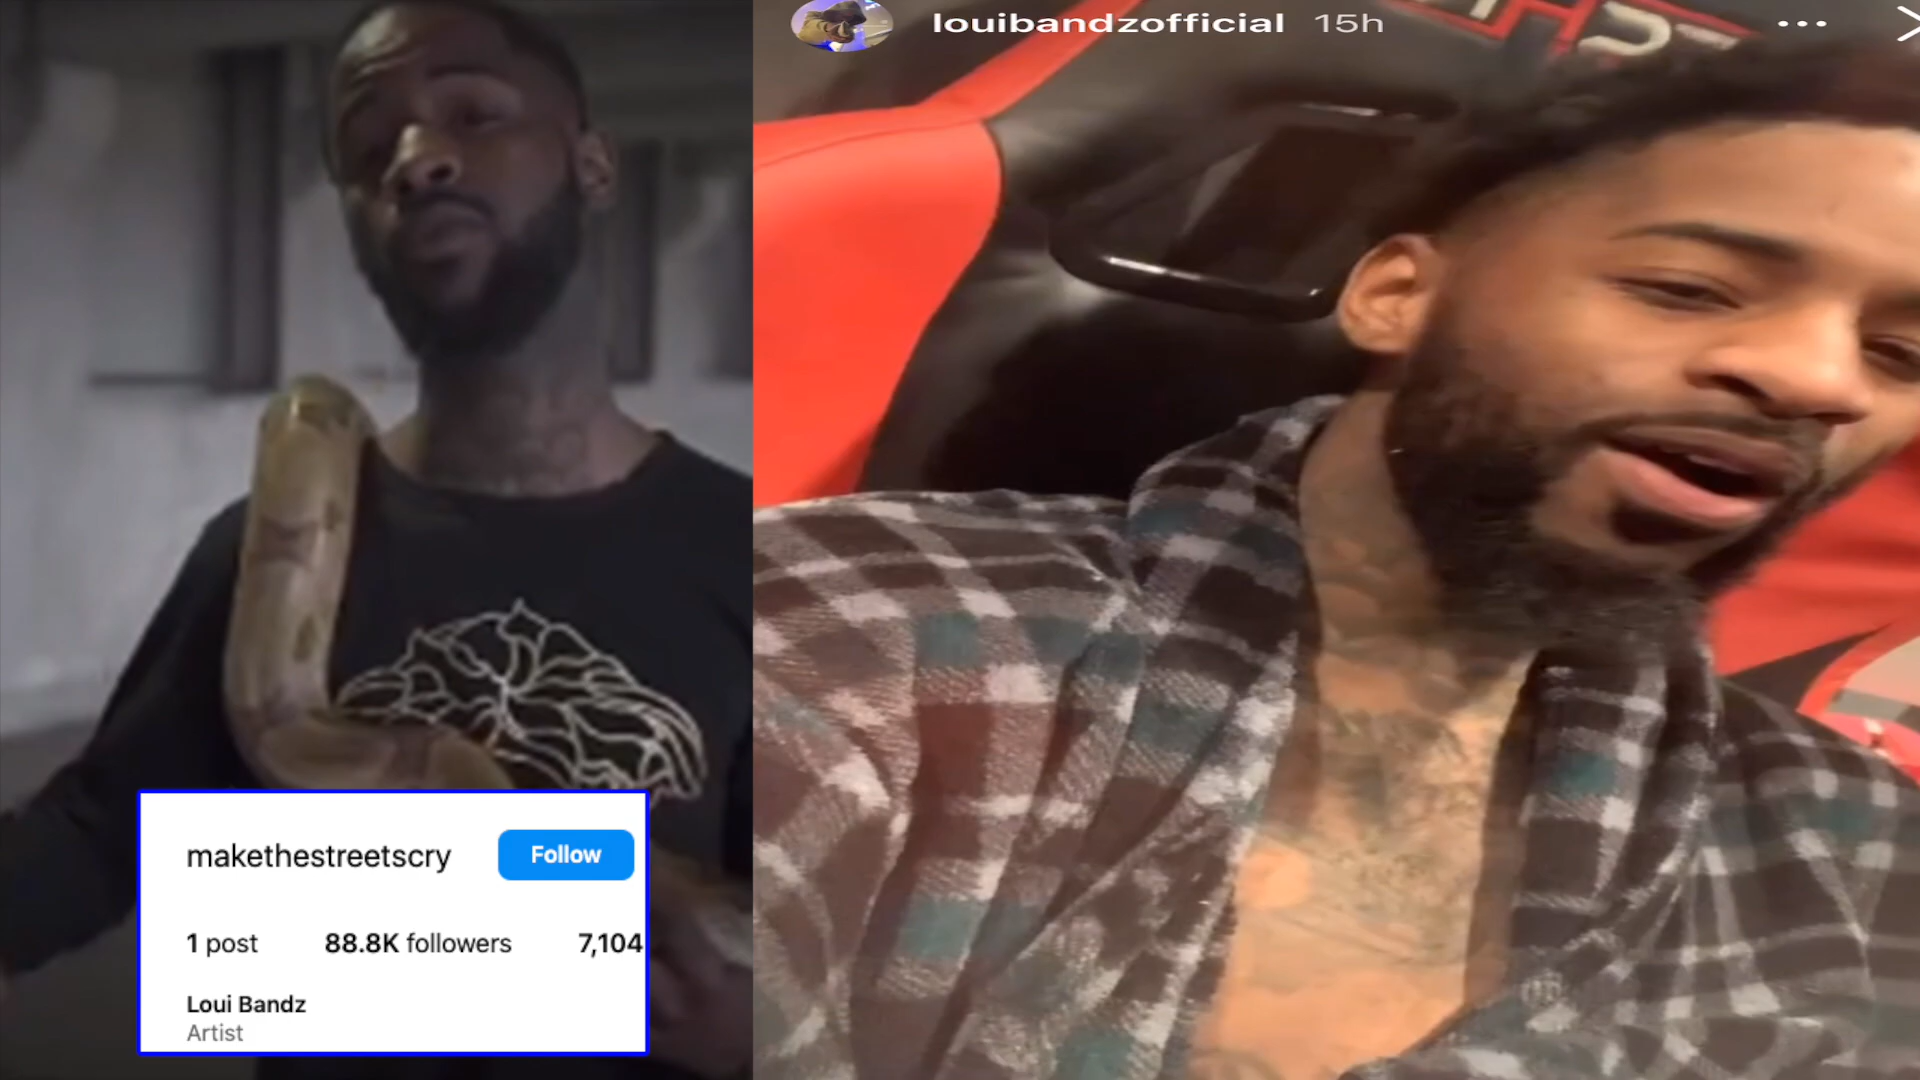 louibandzofficial 15h
makethestreetscry Follow
1 post 88.8K followers 7,104
Loui Bandz
Artist